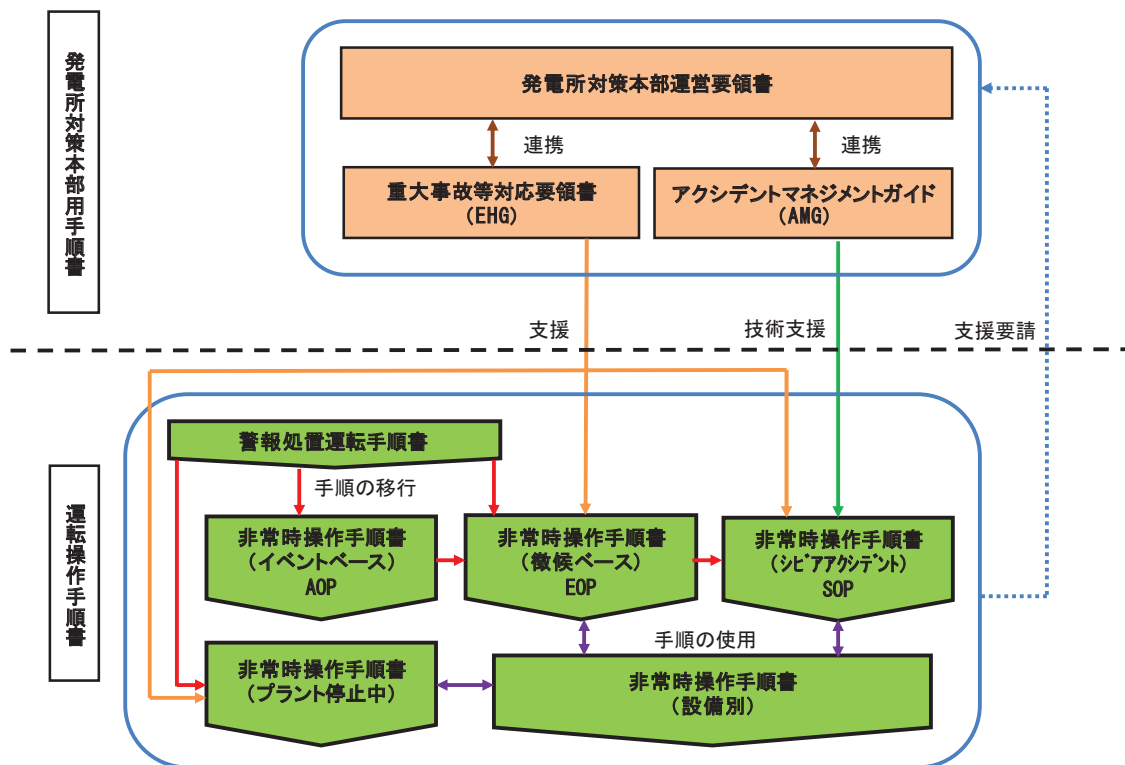 発電所対策本部用手順書
発電所対策本部運営要領書
連携
連携
重大事故等対応要領書
(EHG)
アクシデントマネジメントガイド
(AMG)
支援
技術支援
支援要請
運転操作手順書
警報処置運転手順書
手順の移行
非常時操作手順書
(イベントベース)
AOP
非常時操作手順書
(徴候ベース)
EOP
非常時操作手順書
(シビアアクシデント)
SOP
手順の使用
非常時操作手順書
(プラント停止中)
非常時操作手順書
(設備別)